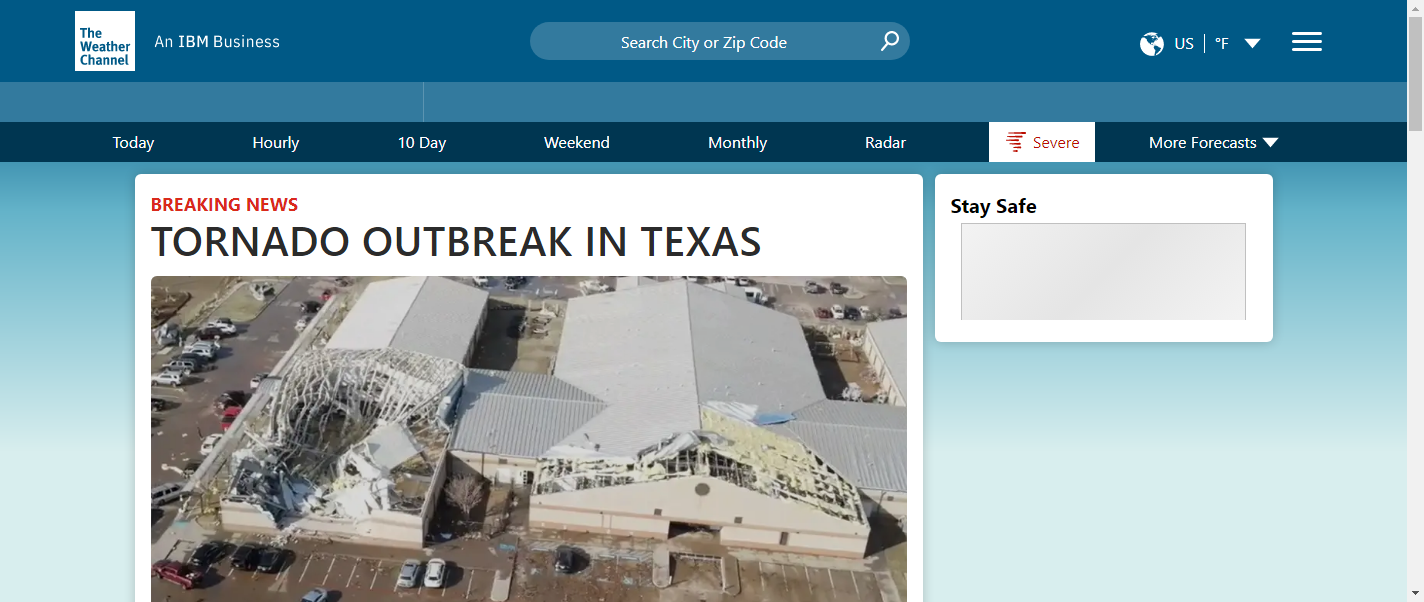 The
Weather
Channel
An IBM Business
Search City or Zip Code
US
°F
Today
Hourly
10 Day
Weekend
Monthly
Radar
Severe
More Forecasts
BREAKING NEWS
TORNADO OUTBREAK IN TEXAS
Stay Safe